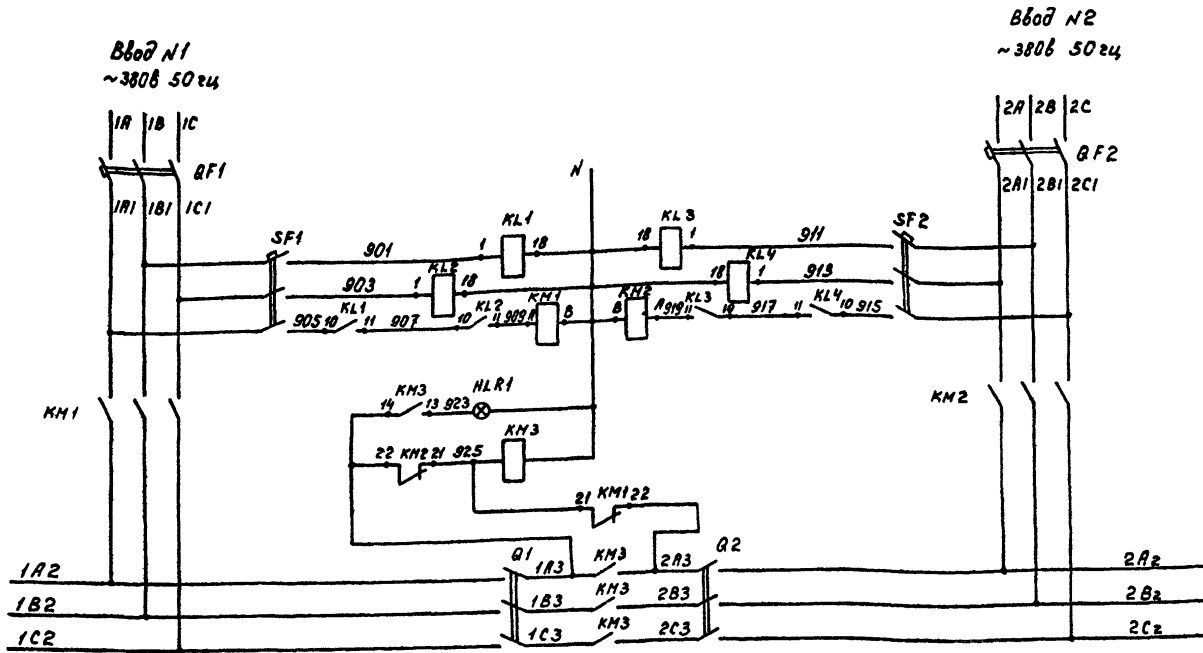 Ввод N1
~380в 50гц
Ввод N2
~380в 50гц
1A 1B 1C
2A 2B 2C
QF1
QF2
1A1 1B1 1C1
2A1 2B1 2C1
N
SF1 901 1 KL1 18
18 KL3 1 911 SF2
903 1 KL2 18
18 KL4 1 913
905 10 KL1 11 907 10 KL2 11 909 A KM1 B
B KM2 A 919 11 KL3 10 917 11 KL4 10 915
KM1
KM2
14 KM3 13 923 HLR1
22 KM2 21 925 KM3
21 KM1 22
1A2 Q1 1A3 KM3 2A3 Q2 2A2
1B2 1B3 KM3 2B3 2B2
1C2 1C3 KM3 2C3 2C2